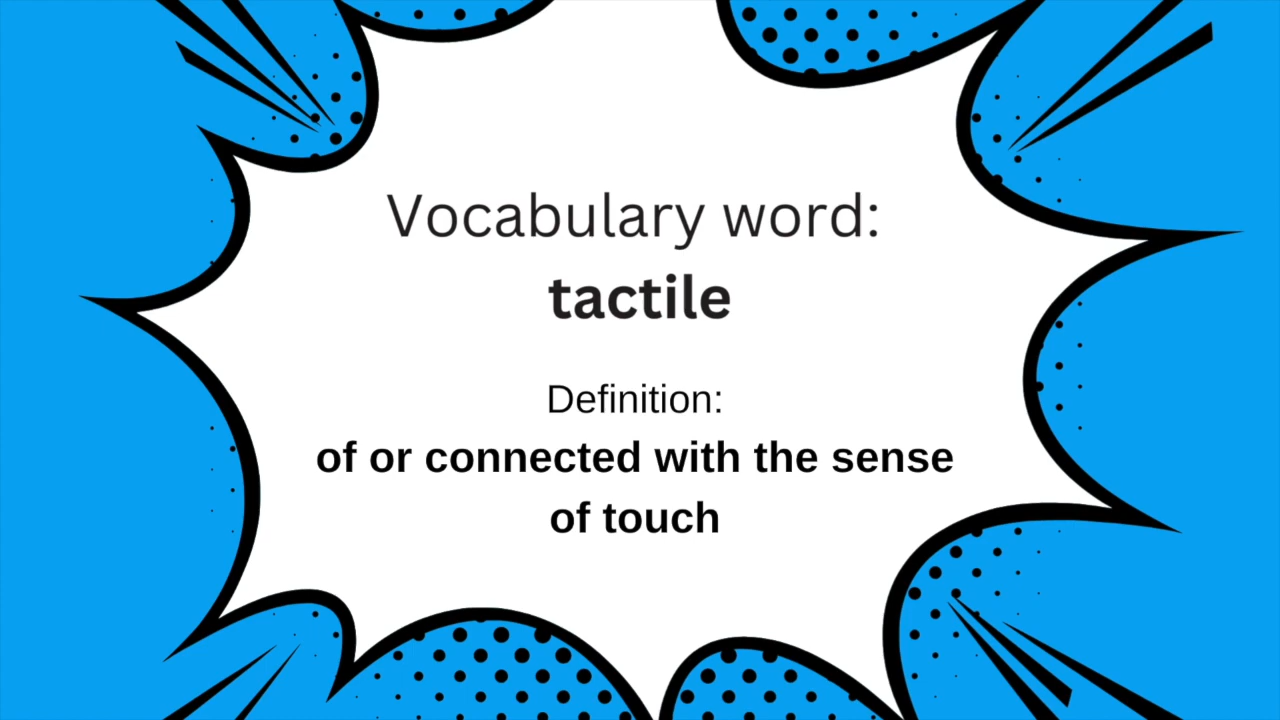 Vocabulary word:
tactile
Definition:
of or connected with the sense
of touch